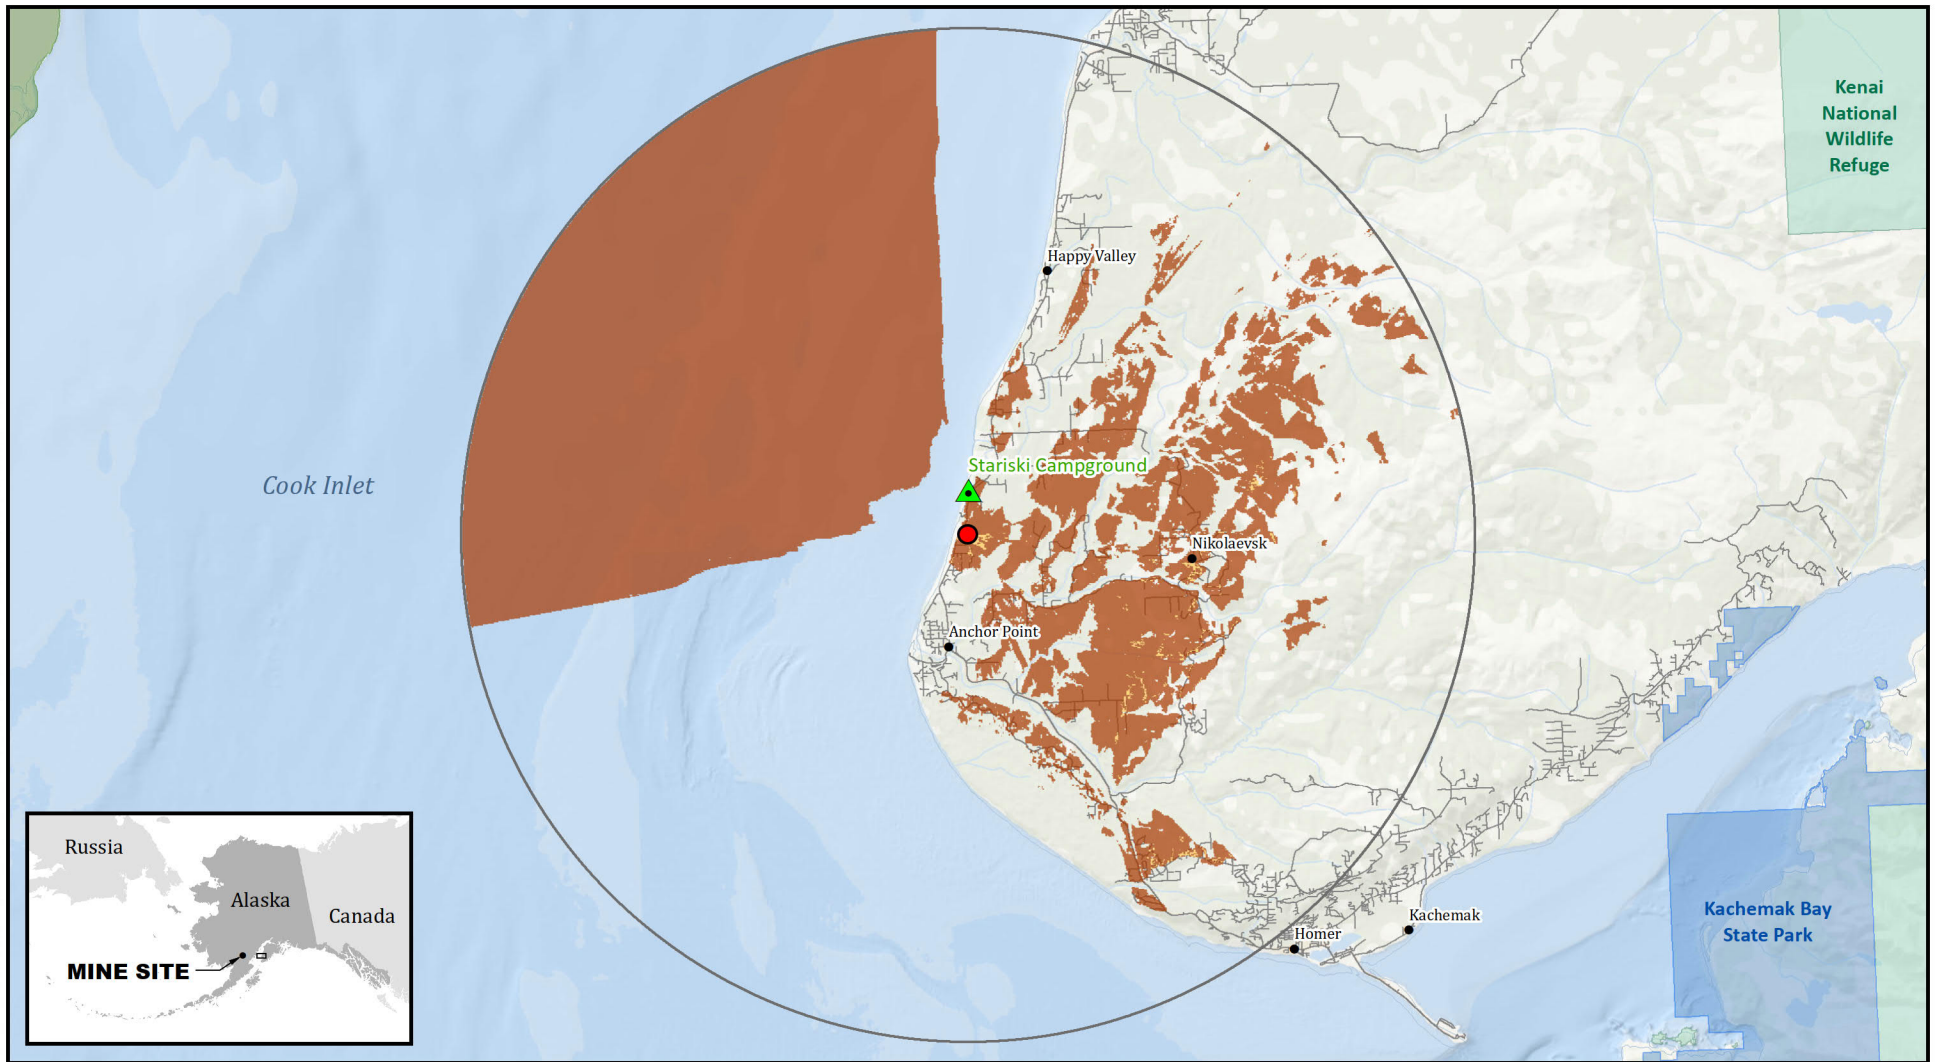 Kenai
National
Wildlife
Refuge
Happy Valley
Stariski Campground
Cook Inlet
Nikolaevsk
Anchor Point
Russia
Alaska
Canada
MINE SITE
Kachemak Bay
State Park
Kachemak
Homer